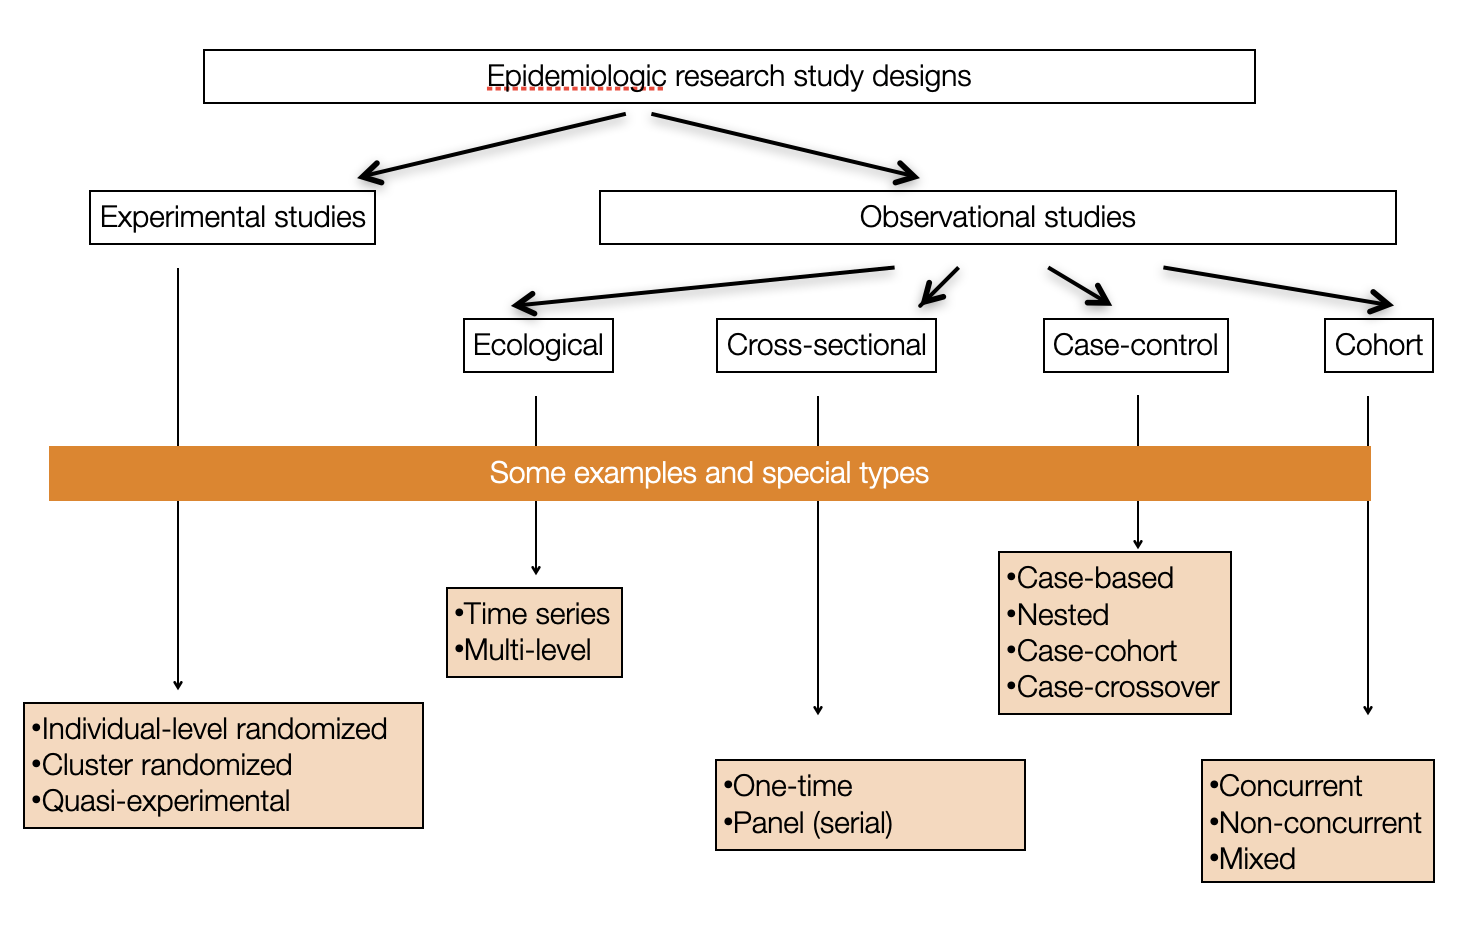 Epidemiologic research study designs
Experimental studies
Observational studies
Ecological
Cross-sectional
Case-control
Cohort
Some examples and special types
•Individual-level randomized
•Cluster randomized
•Quasi-experimental
•Time series
•Multi-level
•One-time
•Panel (serial)
•Case-based
•Nested
•Case-cohort
•Case-crossover
•Concurrent
•Non-concurrent
•Mixed